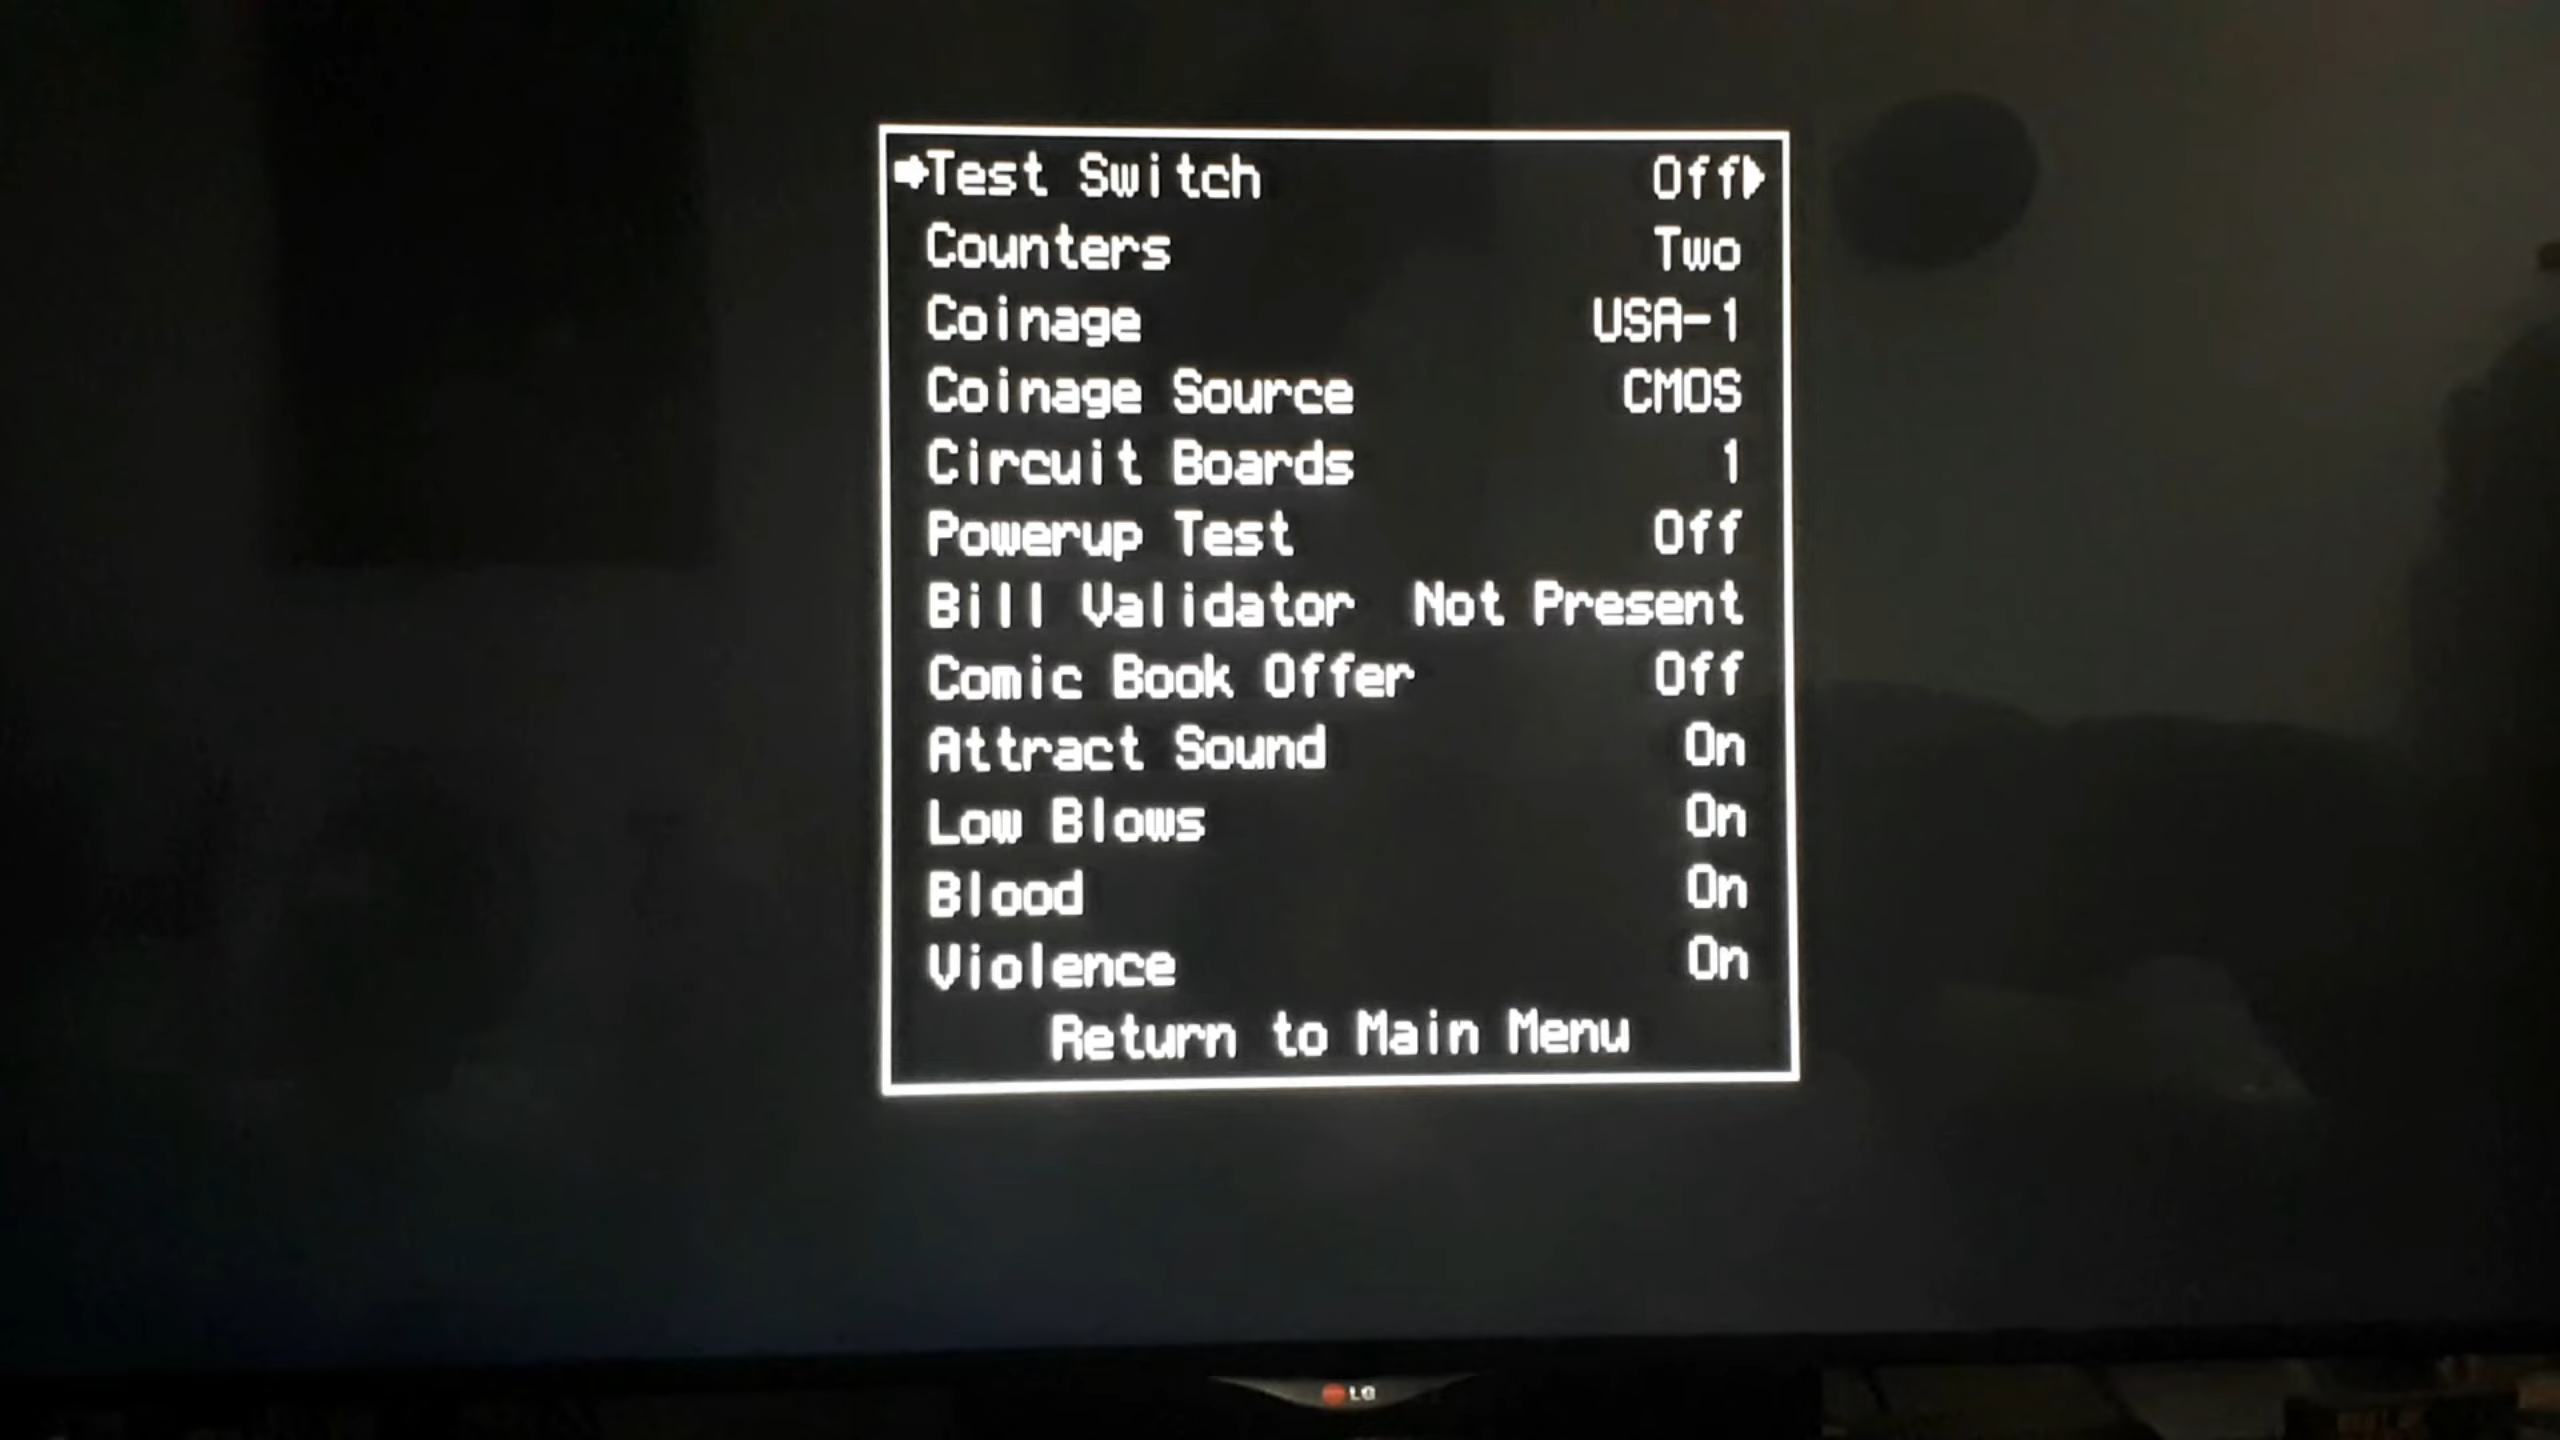 Test Switch Off
Counters Two
Coinage USA-1
Coinage Source CMOS
Circuit Boards 1
Powerup Test Off
Bill Validator Not Present
Comic Book Offer Off
Attract Sound On
Low Blows On
Blood On
Violence On
Return to Main Menu
LG